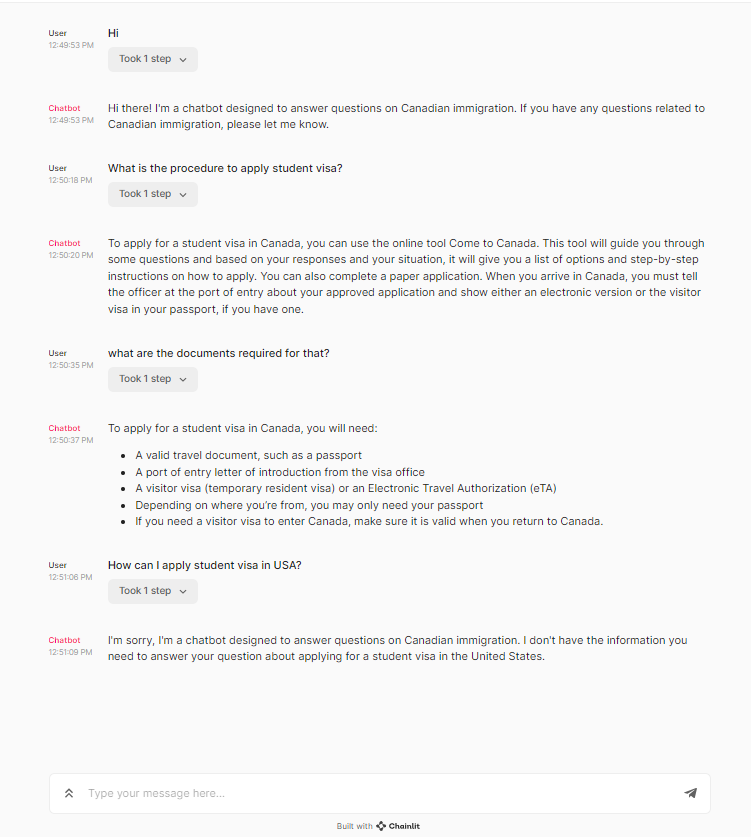 User
Hi
12:49:53 PM
Took 1 step
Chatbot
Hi there! I'm a chatbot designed to answer questions on Canadian immigration. If you have any questions related to
12:49:53 PM
Canadian immigration, please let me know.
User
What is the procedure to apply student visa?
12:50:18 PM
Took 1 step
Chatbot
To apply for a student visa in Canada, you can use the online tool Come to Canada. This tool will guide you through
12:50:20 PM
some questions and based on your responses and your situation, it will give you a list of options and step-by-step
instructions on how to apply. You can also complete a paper application. When you arrive in Canada, you must tell
the officer at the port of entry about your approved application and show either an electronic version or the visitor
visa in your passport, if you have one.
User
what are the documents required for that?
12:50:35 PM
Took 1 step
Chatbot
To apply for a student visa in Canada, you will need:
12:50:37 PM
• A valid travel document, such as a passport
• A port of entry letter of introduction from the visa office
• A visitor visa (temporary resident visa) or an Electronic Travel Authorization (eTA)
• Depending on where you're from, you may only need your passport
• If you need a visitor visa to enter Canada, make sure it is valid when you return to Canada.
User
How can I apply student visa in USA?
12:51:06 PM
Took 1 step
Chatbot
I'm sorry, I'm a chatbot designed to answer questions on Canadian immigration. I don't have the information you
12:51:09 PM
need to answer your question about applying for a student visa in the United States.
Type your message here...
Built with Chainlit